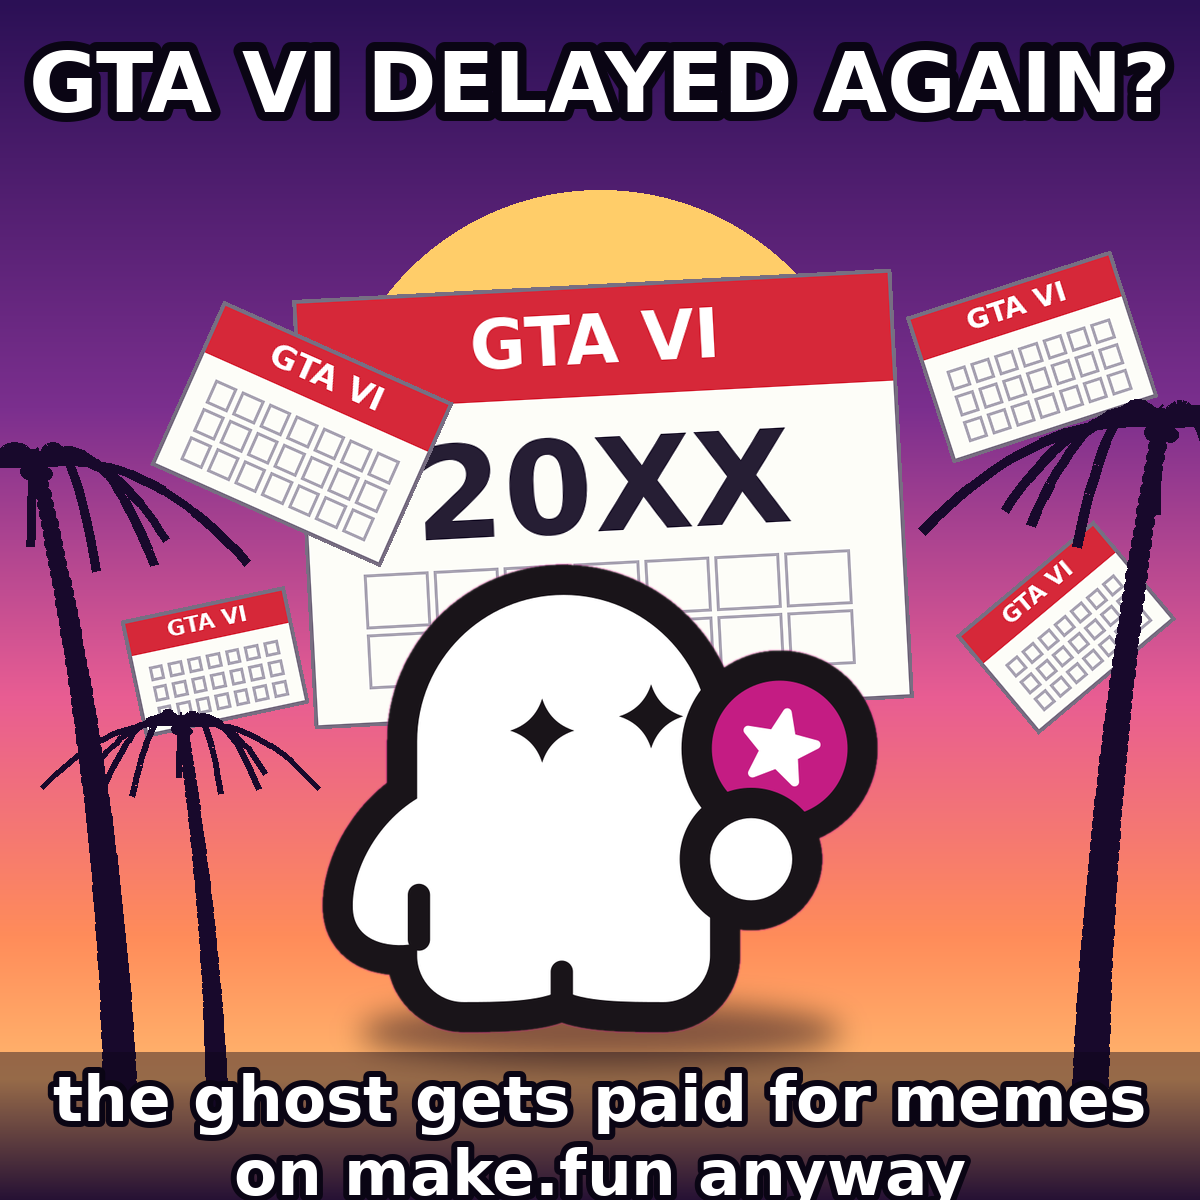 GTA VI DELAYED AGAIN?
GTA VI
GTA VI
GTA VI
20XX
GTA VI
GTA VI
the ghost gets paid for memes
on make.fun anyway